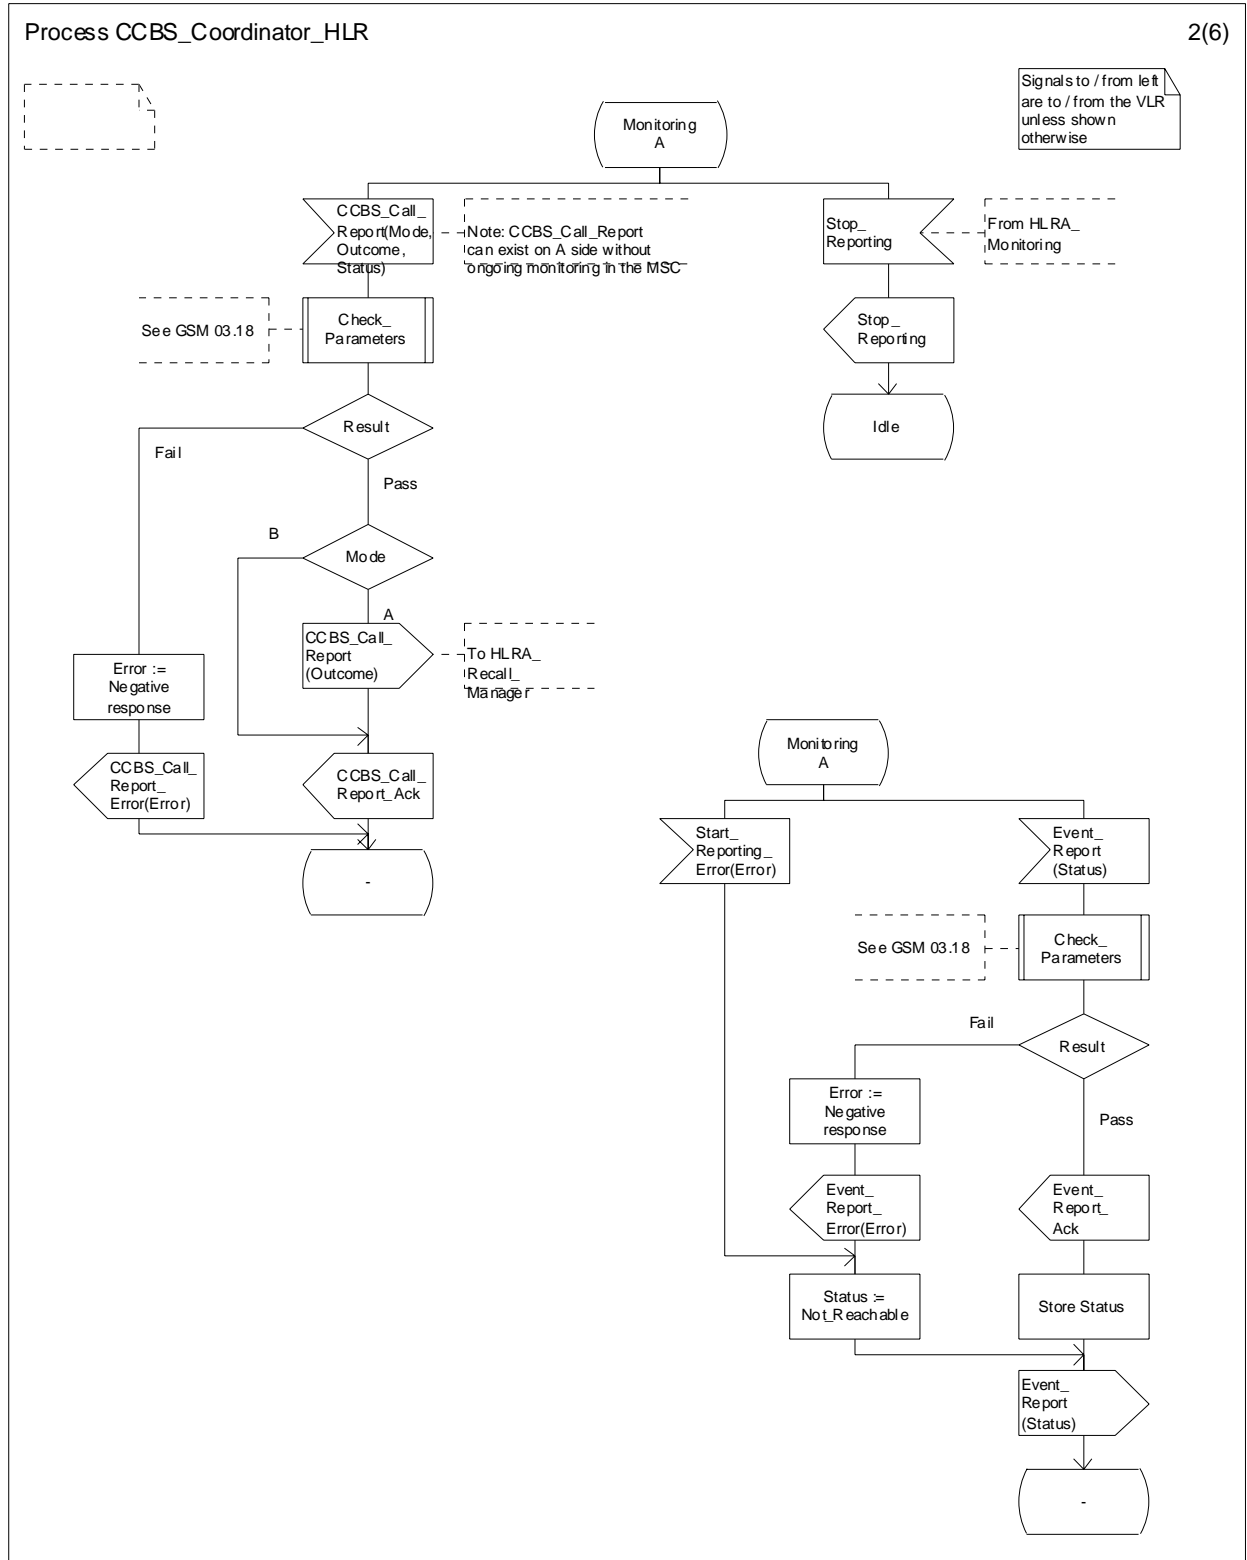 Process CCBS_Coordinator_HLR
2(6)
Signals to / from left
are to / from the VLR
unless shown
otherwise
Monitoring
A
CCBS_Call_
Report(Mode,
Outcome,
Status)
Note: CCBS_Call_Report
can exist on A side without
ongoing monitoring in the MSC
Stop_
Reporting
From HLRA_
Monitoring
See GSM 03.18
Check_
Parameters
Stop_
Reporting
Result
Idle
Fail
Pass
B
Mode
A
CCBS_Call_
Report
(Outcome)
To HLRA_
Recall_
Manager
Error :=
Negative
response
CCBS_Call_
Report_
Error(Error)
CCBS_Call_
Report_Ack
-
Monitoring
A
Start_
Reporting_
Error(Error)
Event_
Report
(Status)
See GSM 03.18
Check_
Parameters
Fail
Result
Error :=
Negative
response
Pass
Event_
Report_
Error(Error)
Event_
Report_
Ack
Status :=
Not_Reachable
Store Status
Event_
Report
(Status)
-